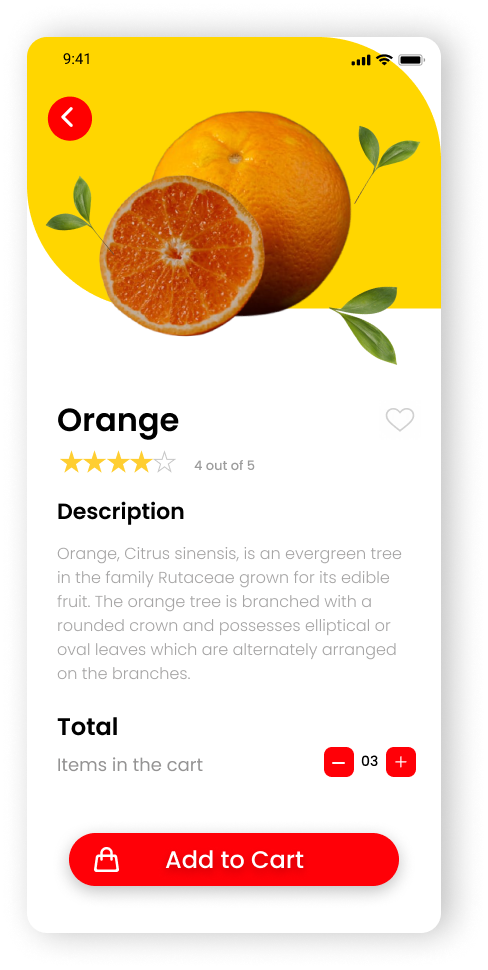 9:41
Orange
4 out of 5
Description
Orange, Citrus sinensis, is an evergreen tree
in the family Rutaceae grown for its edible
fruit. The orange tree is branched with a
rounded crown and possesses elliptical or
oval leaves which are alternately arranged
on the branches.
Total
Items in the cart
03
Add to Cart